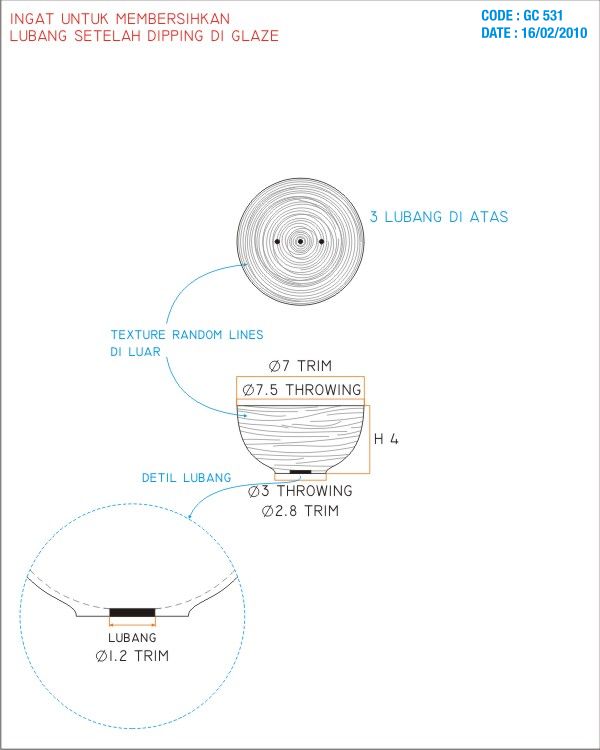 INGAT UNTUK MEMBERSIHKAN
LUBANG SETELAH DIPPING DI GLAZE
CODE : GC 531
DATE : 16/02/2010
3 LUBANG DI ATAS
TEXTURE RANDOM LINES
DI LUAR
Ø7 TRIM
Ø7.5 THROWING
H 4
DETIL LUBANG
Ø3 THROWING
Ø2.8 TRIM
LUBANG
Ø1.2 TRIM